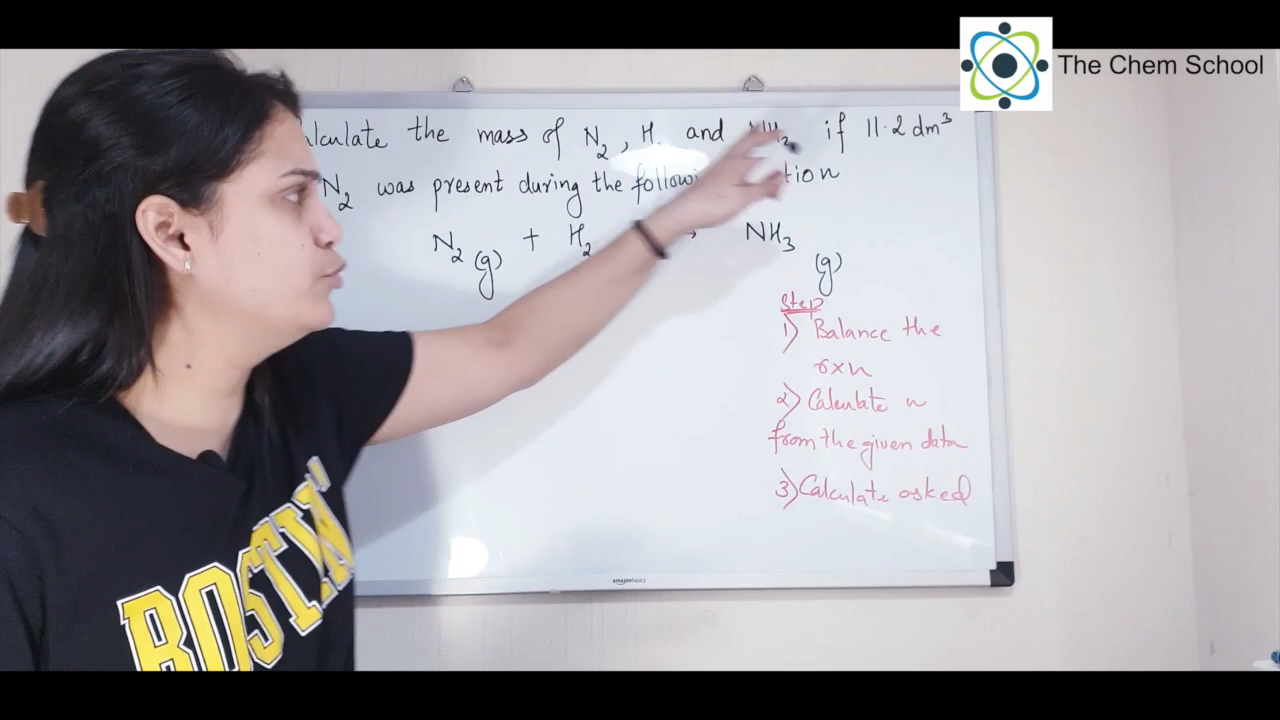 The Chem School
lculate the mass of N₂, H and NH₃ if 11.2 dm³
N₂ was present during the followi tion
N₂(g) + H₂ NH₃(g)
Step
1) Balance the
rxn
2) Calculate n
from the given data
3) Calculate asked
amazonbasics
BOSTON